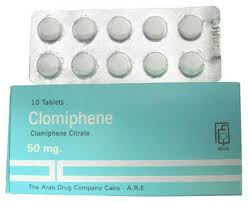 10 Tablets
Clomiphene
Clomiphene Citrate
50 mg.
The Arab Drug Company Cairo - A.R.E